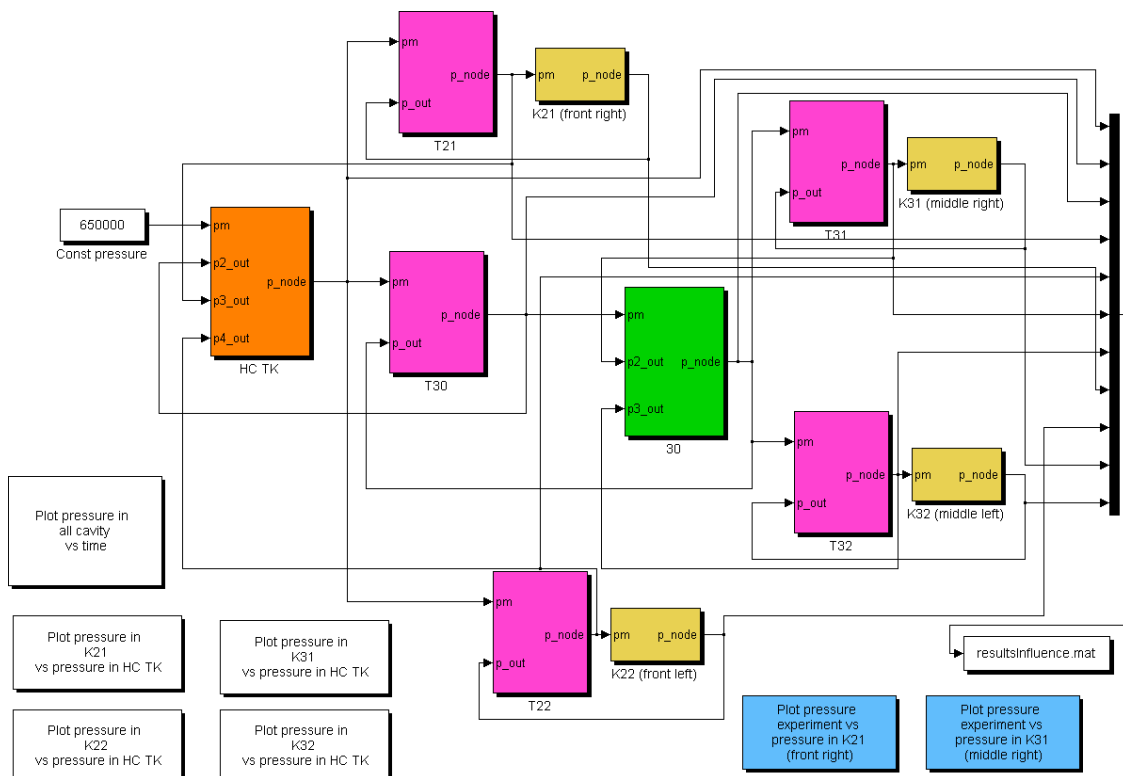 pm
p_node
p_out
T21
pm
p_node
K21 (front right)
pm
p_node
p_out
T31
pm
p_node
K31 (middle right)
650000
Const pressure
pm
p2_out
p_node
p3_out
p4_out
HC TK
pm
p_node
p_out
T30
pm
p2_out
p_node
p3_out
30
pm
p_node
p_out
T32
pm
p_node
K32 (middle left)
pm
p_node
p_out
T22
pm
p_node
K22 (front left)
Plot pressure in
all cavity
vs time
Plot pressure in
K21
vs pressure in HC TK
Plot pressure in
K31
vs pressure in HC TK
Plot pressure in
K22
vs pressure in HC TK
Plot pressure in
K32
vs pressure in HC TK
resultsInfluence.mat
Plot pressure
experiment vs
pressure in K21
(front right)
Plot pressure
experiment vs
pressure in K31
(middle right)